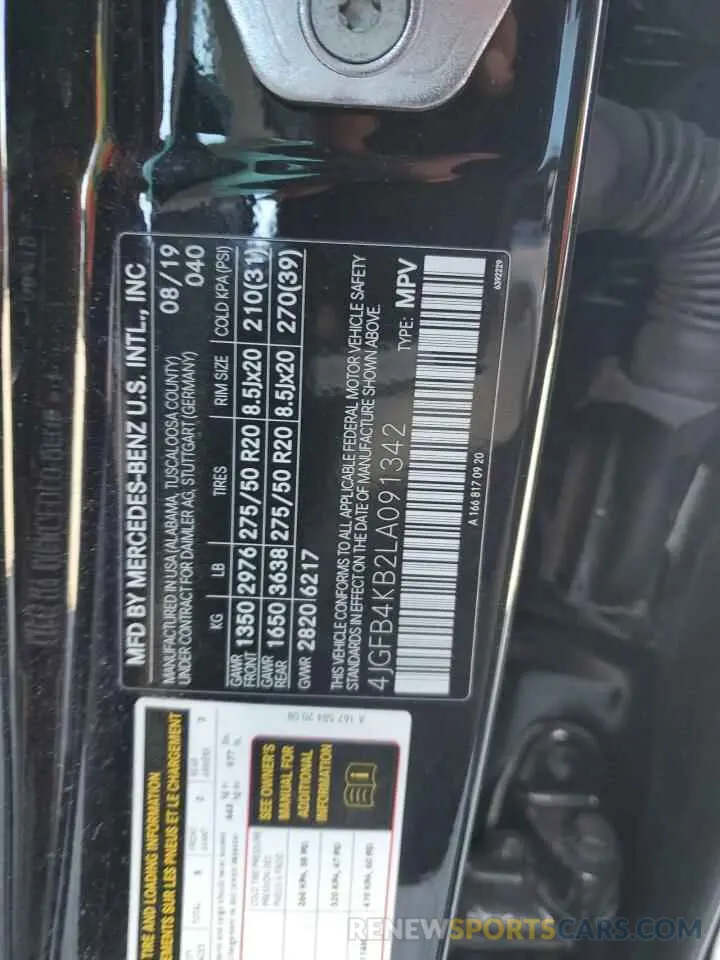 MFD BY MERCEDES-BENZ U.S. INTL., INC
MANUFACTURED IN USA (ALABAMA, TUSCALOOSA COUNTY) 08/19
UNDER CONTRACT FOR DAIMLER AG, STUTTGART (GERMANY) 040
KG LB TIRES RIM SIZE COLD KPA (PSI)
GAWR FRONT 1350 2976 275/50 R20 8.5Jx20 210(31)
GAWR REAR 1650 3638 275/50 R20 8.5Jx20 270(39)
GVWR 2820 6217
THIS VEHICLE CONFORMS TO ALL APPLICABLE FEDERAL MOTOR VEHICLE SAFETY
STANDARDS IN EFFECT ON THE DATE OF MANUFACTURE SHOWN ABOVE.
4JGFB4KB2LA091342 TYPE: MPV
A 166 817 09 20 6392229
TIRE AND LOADING INFORMATION
SUR LES PNEUS ET LE CHARGEMENT
TOTAL
SEE OWNER'S
MANUAL FOR
ADDITIONAL
INFORMATION
COLD TIRE PRESSURE
RENEWSPORTSCARS.COM